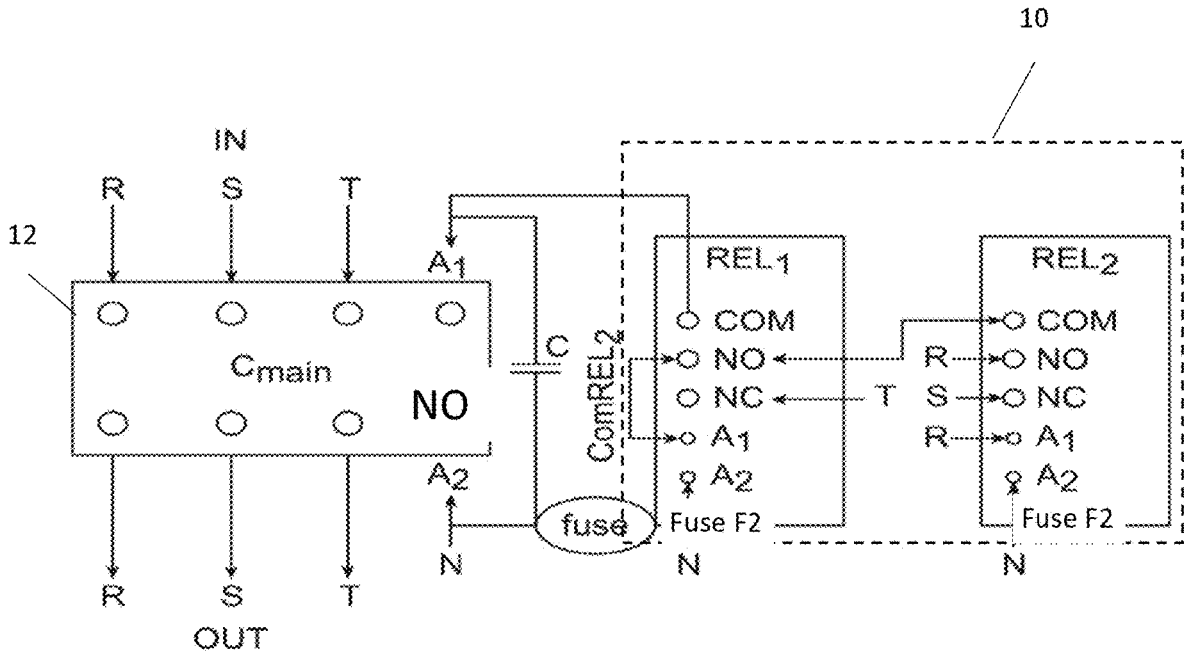 10
IN
R S T
12
A1
REL1
REL2
COM
COM
C
ComREL2
NO
R
NO
Cmain
NO
NC
T
S
NC
A1
R
A1
A2
A2
A2
fuse
Fuse F2
Fuse F2
N
N
N
R S T
OUT